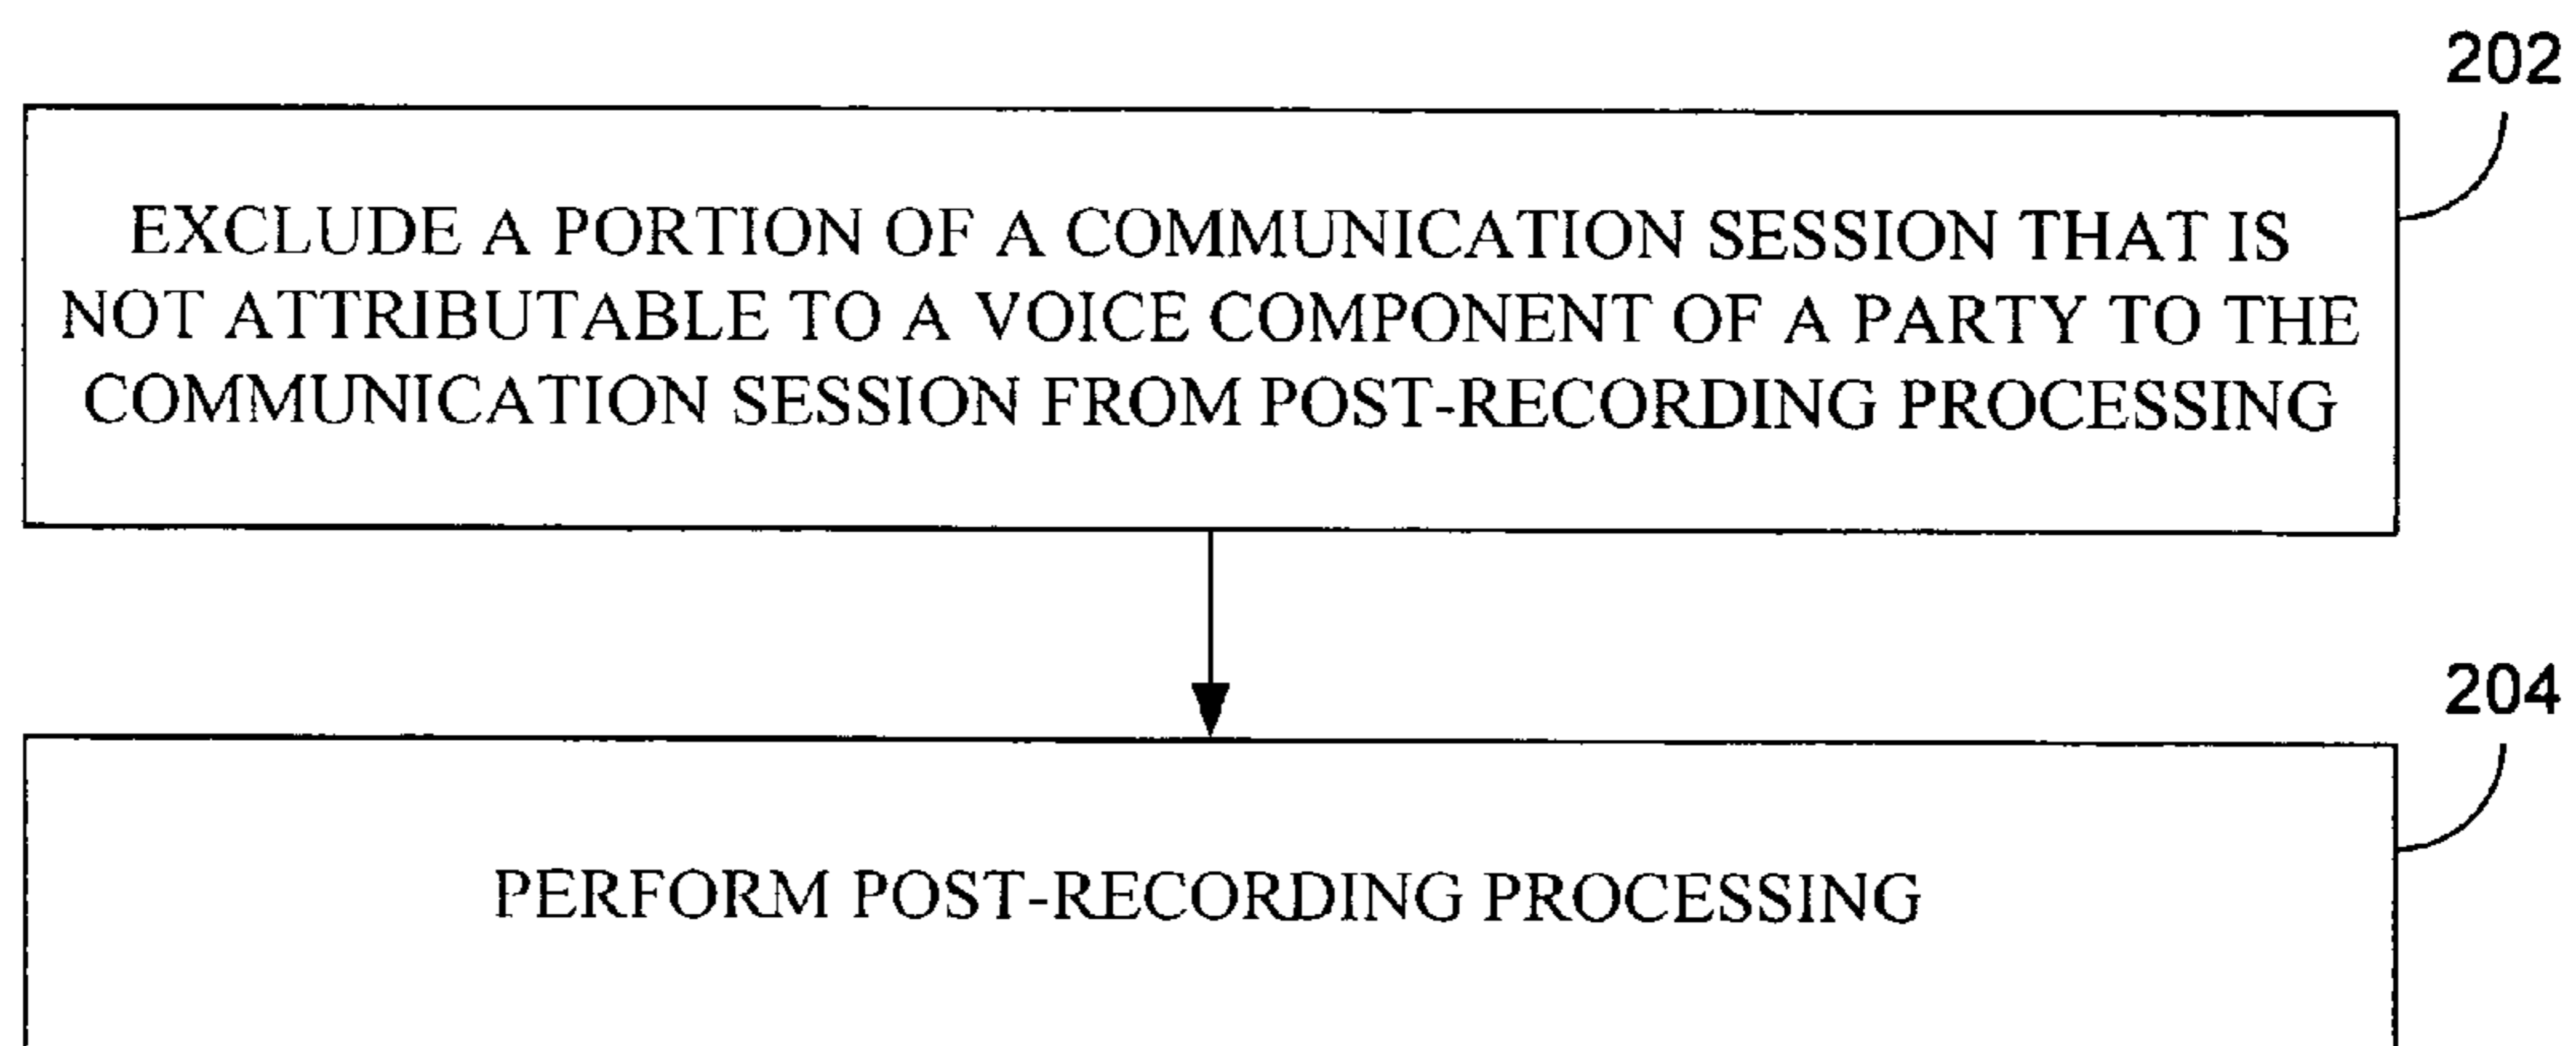 202
EXCLUDE A PORTION OF A COMMUNICATION SESSION THAT IS
NOT ATTRIBUTABLE TO A VOICE COMPONENT OF A PARTY TO THE
COMMUNICATION SESSION FROM POST-RECORDING PROCESSING
204
PERFORM POST-RECORDING PROCESSING